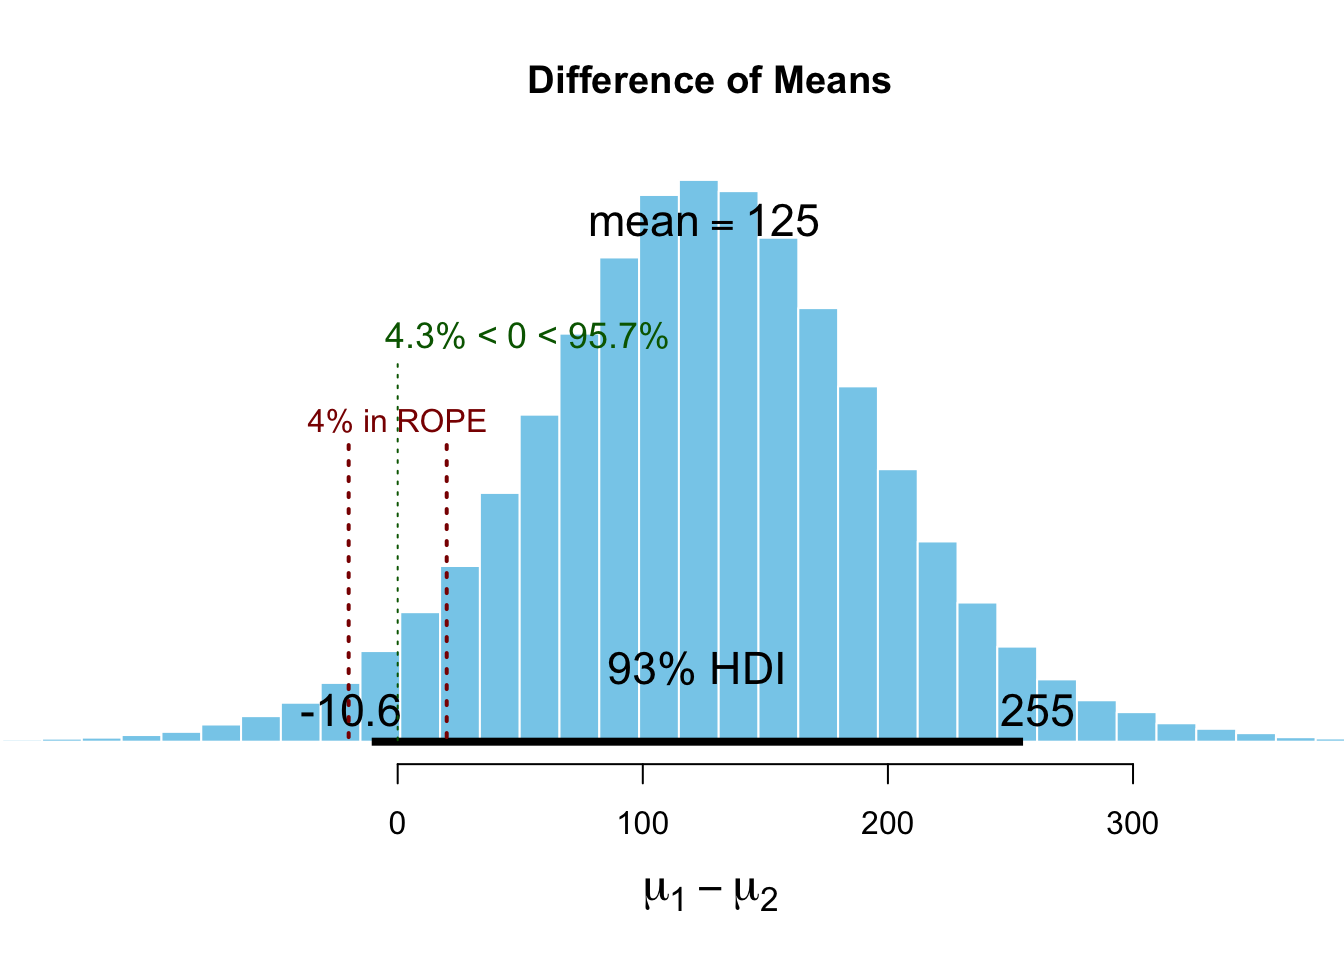 Difference of Means
mean = 125
4.3% < 0 < 95.7%
4% in ROPE
93% HDI
-10.6 255
0 100 200 300
μ1 − μ2